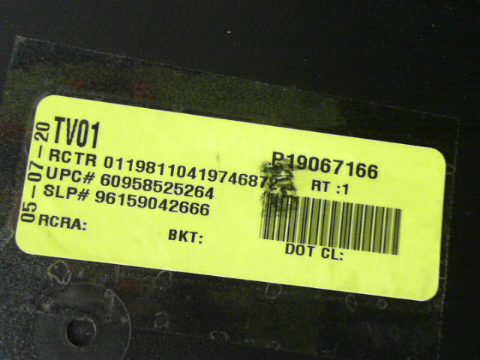 05-07-20
TV01
P19067166
RCTR 0119811041974687
RT :1
UPC# 60958525264
SLP# 96159042666
RCRA:
BKT:
DOT CL: